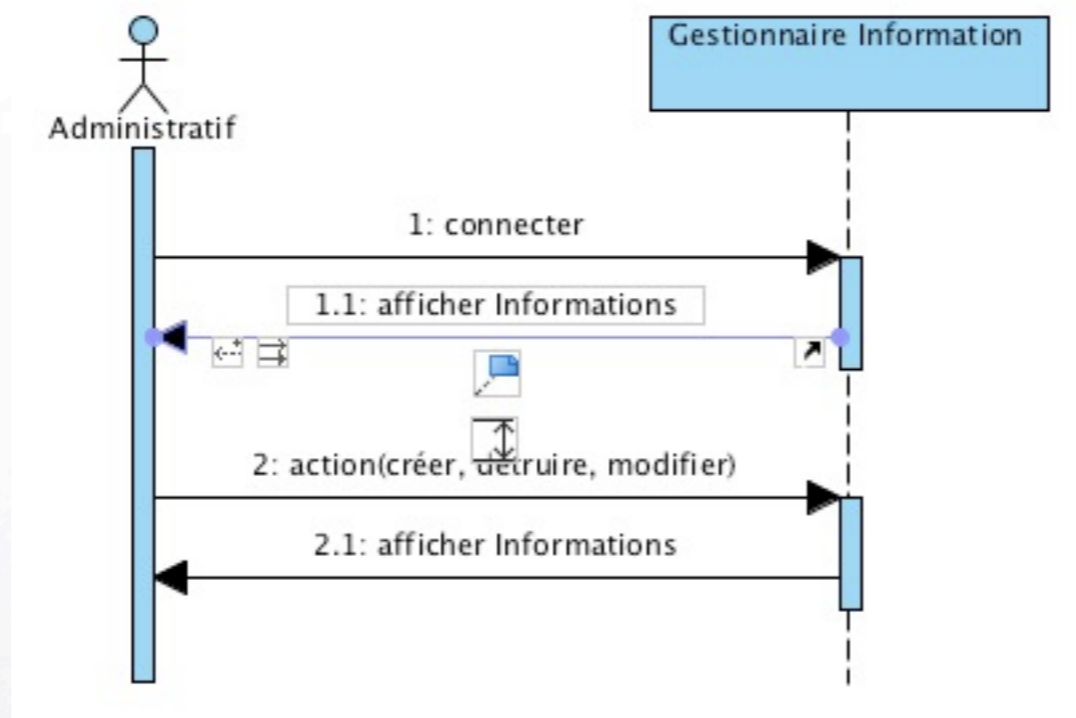 Gestionnaire Information
Administratif
1: connecter
1.1: afficher Informations
2: action(créer, détruire, modifier)
2.1: afficher Informations